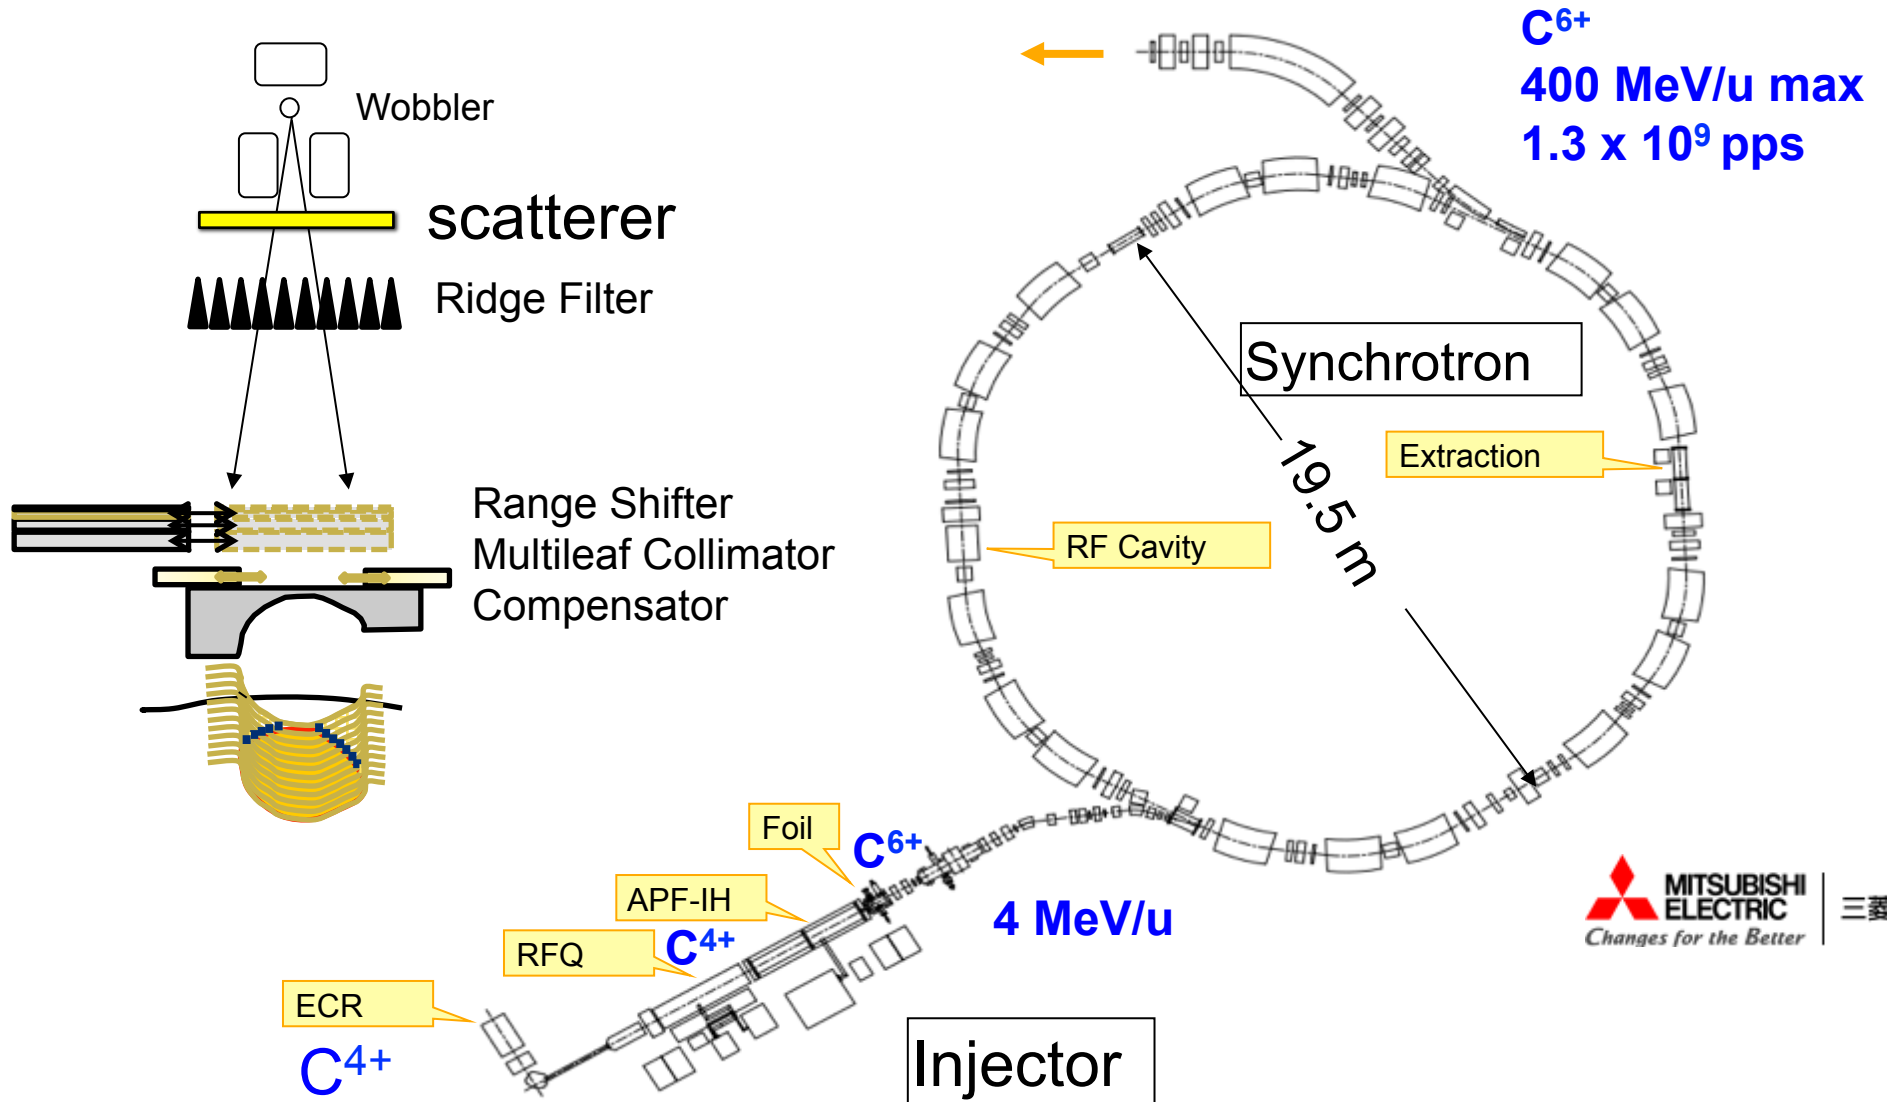 Wobbler
scatterer
Ridge Filter
Range Shifter
Multileaf Collimator
Compensator
C⁶⁺
400 MeV/u max
1.3 x 10⁹ pps
Synchrotron
19.5 m
Extraction
RF Cavity
Foil
C⁶⁺
APF-IH
C⁴⁺
RFQ
4 MeV/u
ECR
C⁴⁺
Injector
MITSUBISHI
ELECTRIC
Changes for the Better
三菱